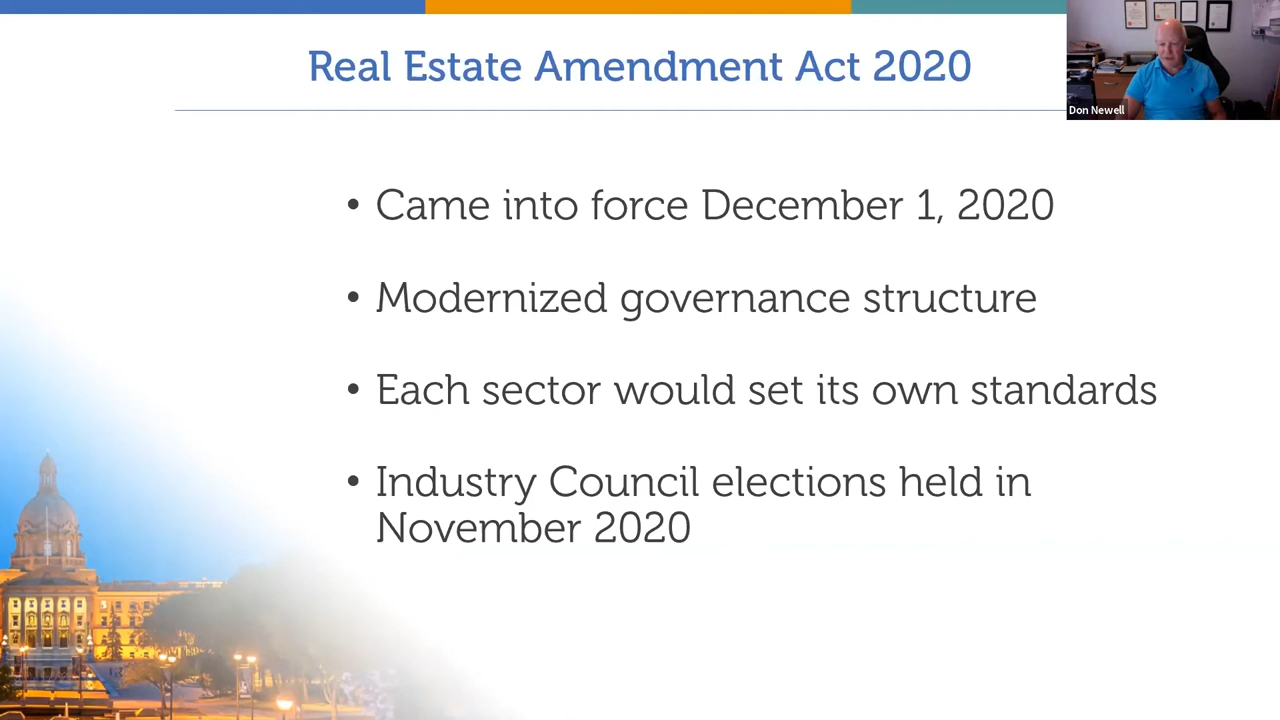 Real Estate Amendment Act 2020
Don Newell
• Came into force December 1, 2020
• Modernized governance structure
• Each sector would set its own standards
• Industry Council elections held in
November 2020